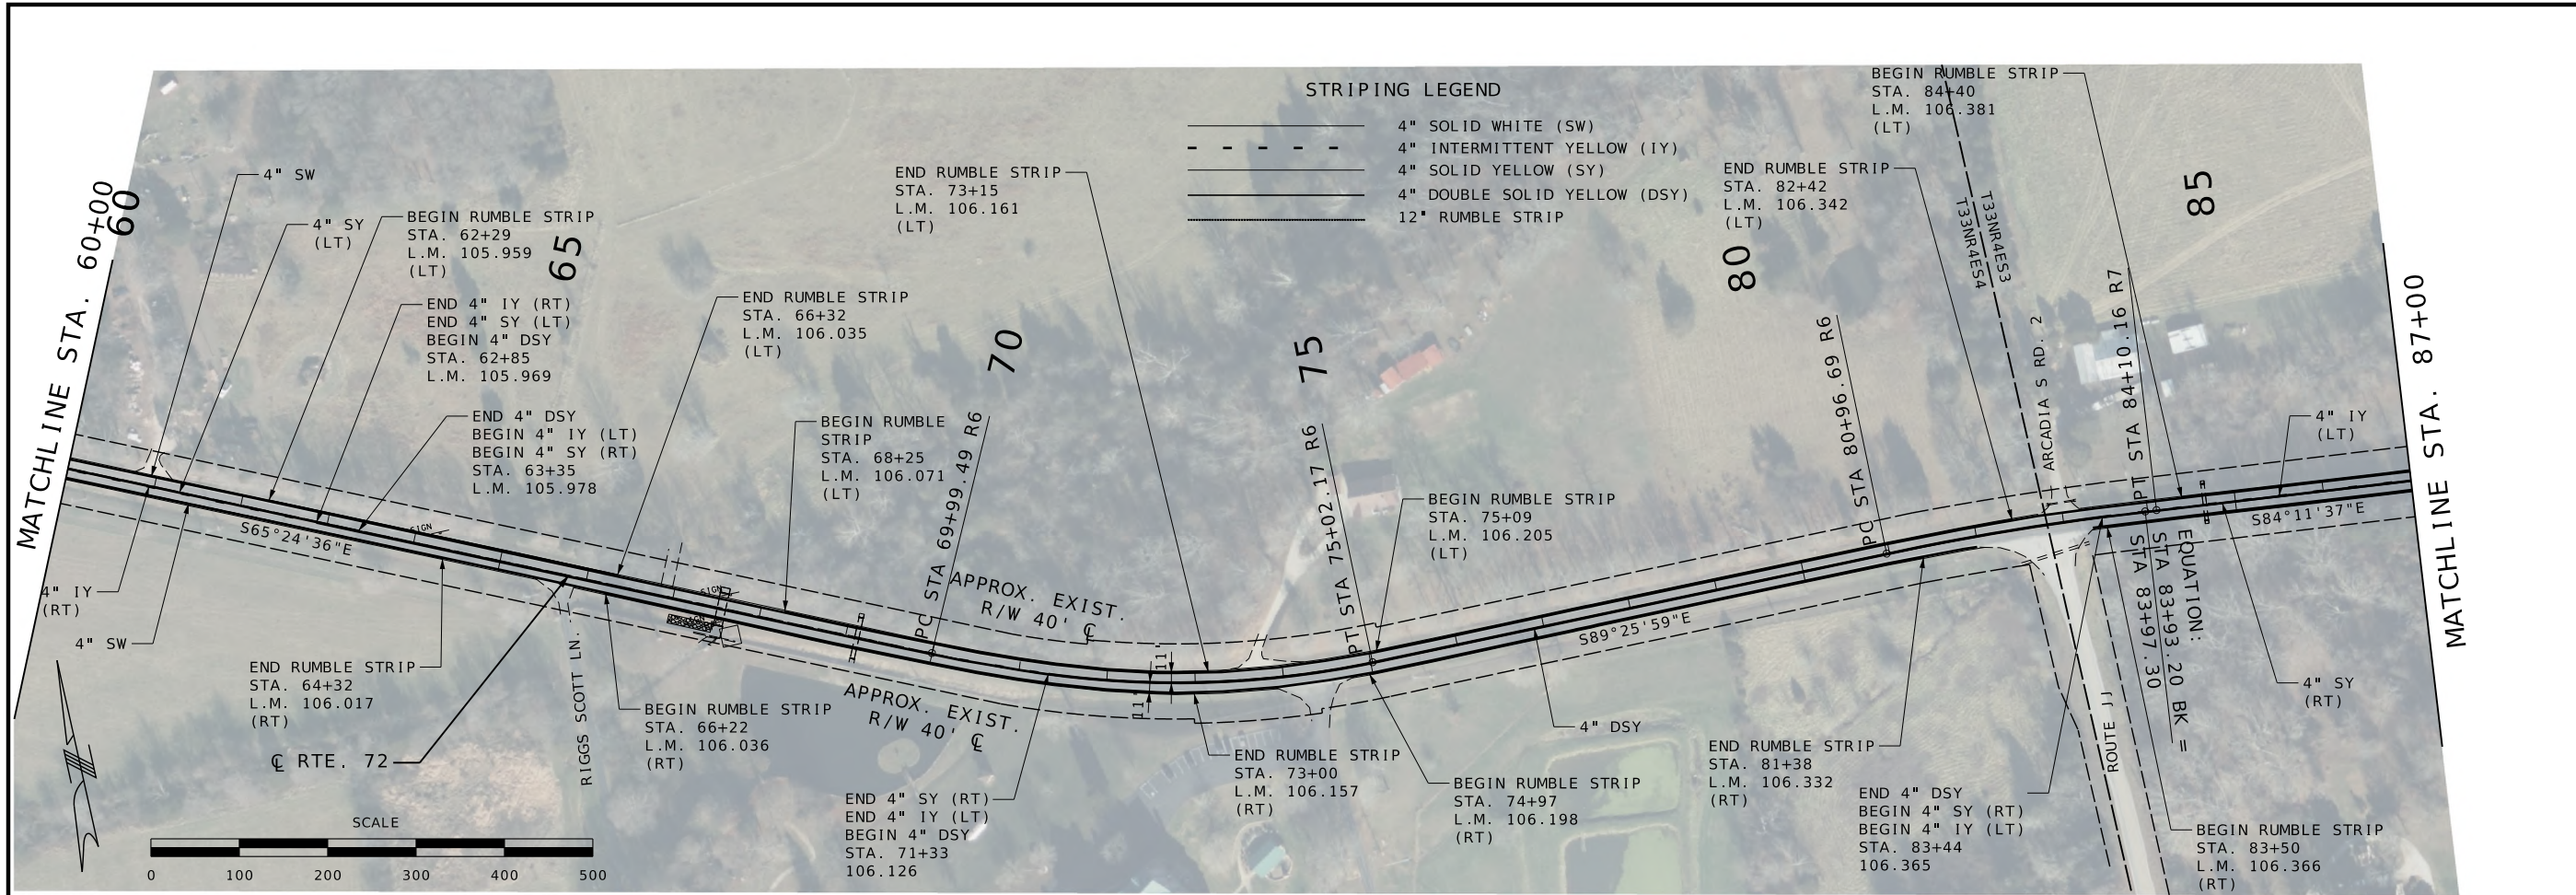 STRIPING LEGEND
4" SOLID WHITE (SW)
4" INTERMITTENT YELLOW (IY)
4" SOLID YELLOW (SY)
4" DOUBLE SOLID YELLOW (DSY)
12" RUMBLE STRIP
MATCHLINE STA. 60+00
60
4" SW
4" SY
(LT)
BEGIN RUMBLE STRIP
STA. 62+29
L.M. 105.959
(LT)
65
END 4" IY (RT)
END 4" SY (LT)
BEGIN 4" DSY
STA. 62+85
L.M. 105.969
END 4" DSY
BEGIN 4" IY (LT)
BEGIN 4" SY (RT)
STA. 63+35
L.M. 105.978
END RUMBLE STRIP
STA. 66+32
L.M. 106.035
(LT)
BEGIN RUMBLE
STRIP
STA. 68+25
L.M. 106.071
(LT)
70
PC STA 69+99.49 R6
END RUMBLE STRIP
STA. 73+15
L.M. 106.161
(LT)
75
PT STA 75+02.17 R6
BEGIN RUMBLE STRIP
STA. 75+09
L.M. 106.205
(LT)
80
PC STA 80+96.69 R6
END RUMBLE STRIP
STA. 82+42
L.M. 106.342
(LT)
BEGIN RUMBLE STRIP
STA. 84+40
L.M. 106.381
(LT)
T33NR4ES3
T33NR4ES4
ARCADIA S RD. 2
PT STA 84+10.16 R7
85
4" IY
(LT)
MATCHLINE STA. 87+00
S65°24'36"E
SIGN
SIGN
APPROX. EXIST.
R/W 40' ℄
APPROX. EXIST.
R/W 40' ℄
11'
11'
S89°25'59"E
S84°11'37"E
EQUATION:
STA 83+93.20 BK =
STA 83+97.30
4" IY
(RT)
4" SW
END RUMBLE STRIP
STA. 64+32
L.M. 106.017
(RT)
℄ RTE. 72
RIGGS SCOTT LN.
BEGIN RUMBLE STRIP
STA. 66+22
L.M. 106.036
(RT)
END 4" SY (RT)
END 4" IY (LT)
BEGIN 4" DSY
STA. 71+33
106.126
END RUMBLE STRIP
STA. 73+00
L.M. 106.157
(RT)
BEGIN RUMBLE STRIP
STA. 74+97
L.M. 106.198
(RT)
4" DSY
END RUMBLE STRIP
STA. 81+38
L.M. 106.332
(RT)
END 4" DSY
BEGIN 4" SY (RT)
BEGIN 4" IY (LT)
STA. 83+44
106.365
ROUTE JJ
4" SY
(RT)
BEGIN RUMBLE STRIP
STA. 83+50
L.M. 106.366
(RT)
N
SCALE
0 100 200 300 400 500